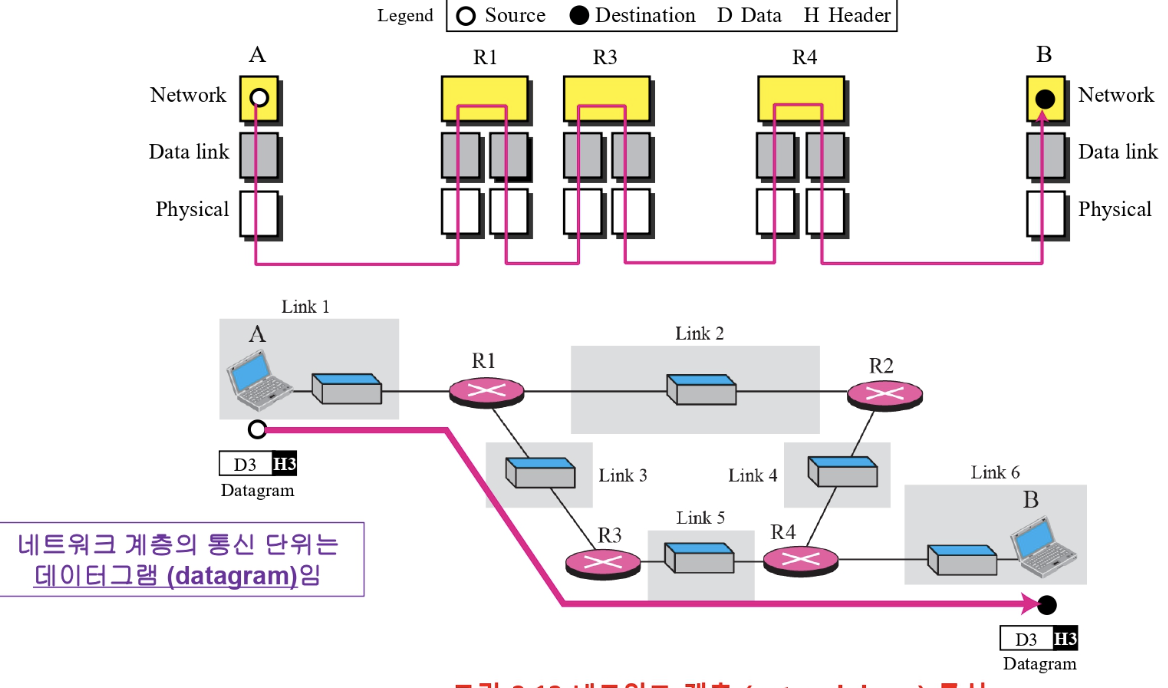 Legend Source Destination D Data H Header
A R1 R3 R4 B
Network Network
Data link Data link
Physical Physical
Link 1
A
Link 2
R1
R2
D3 H3
Datagram
Link 3
Link 4
Link 6
B
R3
Link 5
R4
네트워크 계층의 통신 단위는
데이터그램 (datagram)임
D3 H3
Datagram